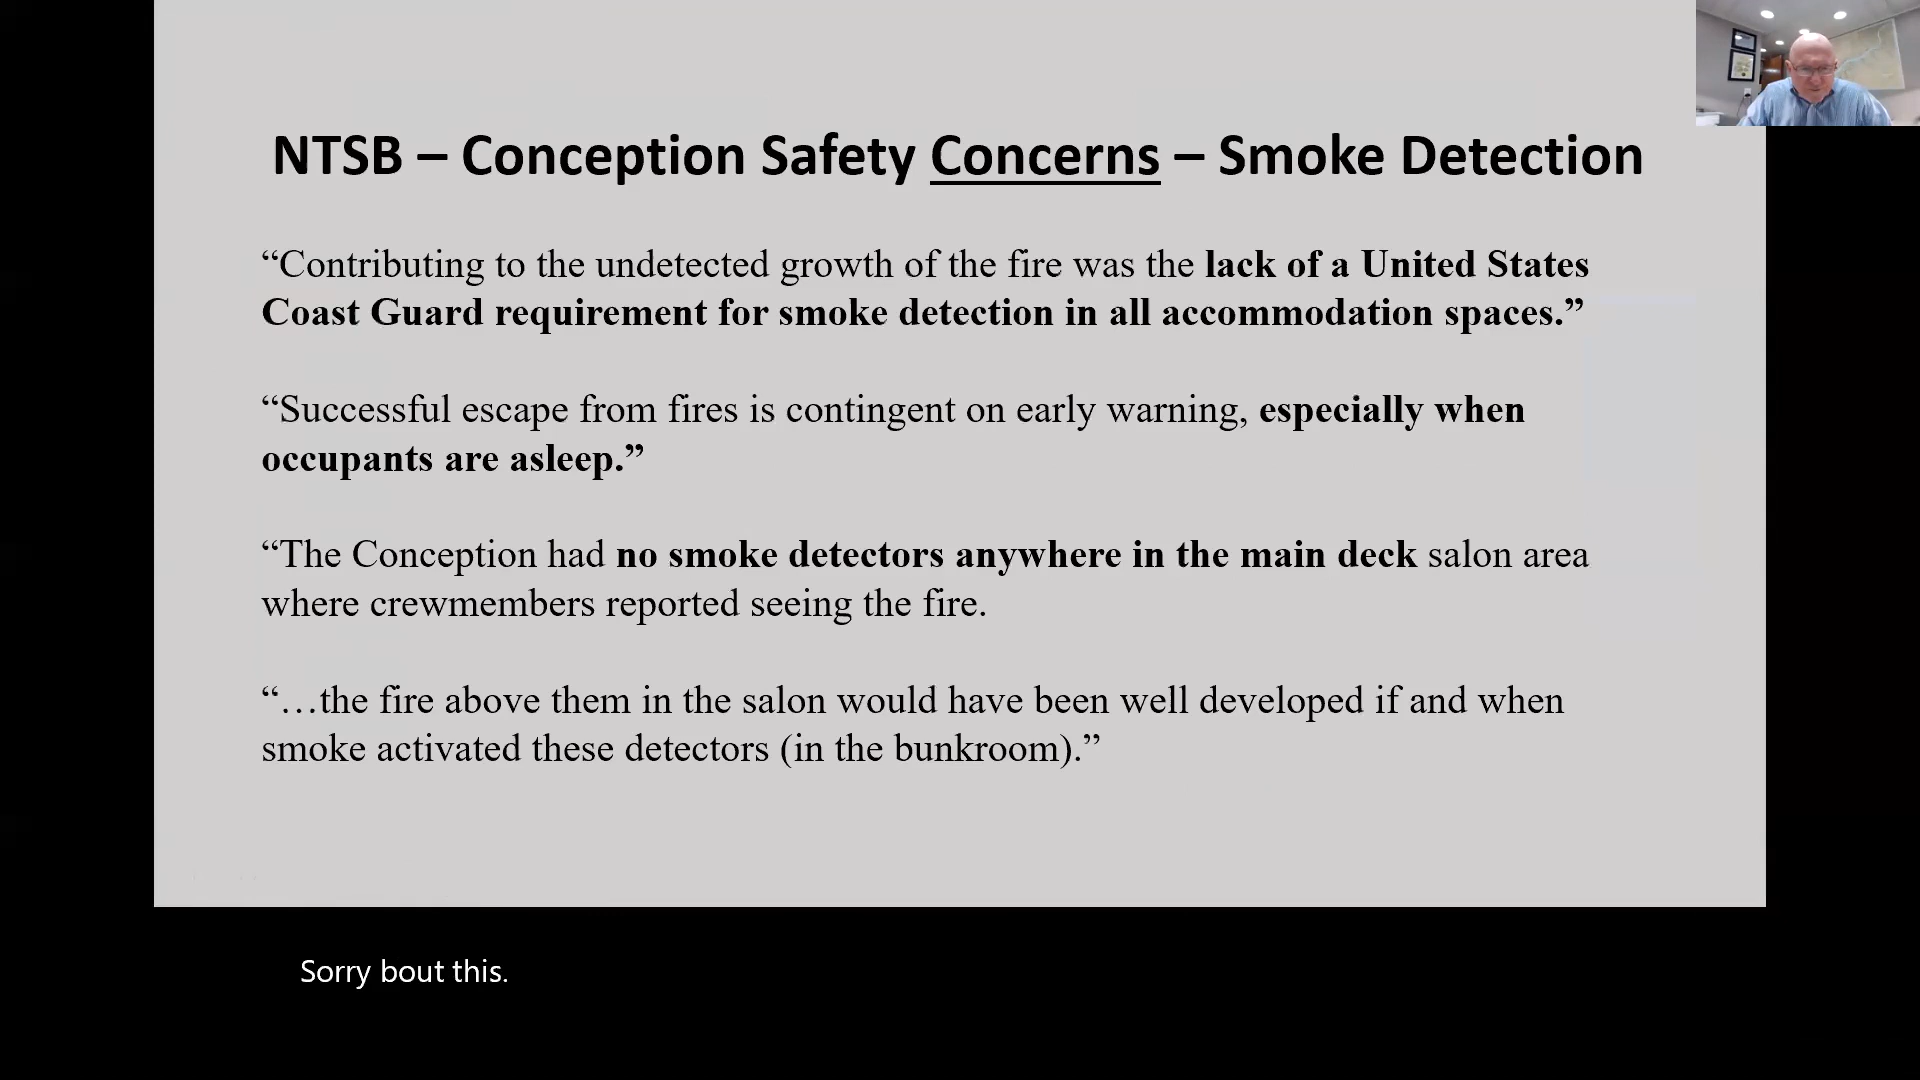 NTSB – Conception Safety Concerns – Smoke Detection
“Contributing to the undetected growth of the fire was the lack of a United States
Coast Guard requirement for smoke detection in all accommodation spaces.”
“Successful escape from fires is contingent on early warning, especially when
occupants are asleep.”
“The Conception had no smoke detectors anywhere in the main deck salon area
where crewmembers reported seeing the fire.
“…the fire above them in the salon would have been well developed if and when
smoke activated these detectors (in the bunkroom).”
Sorry bout this.